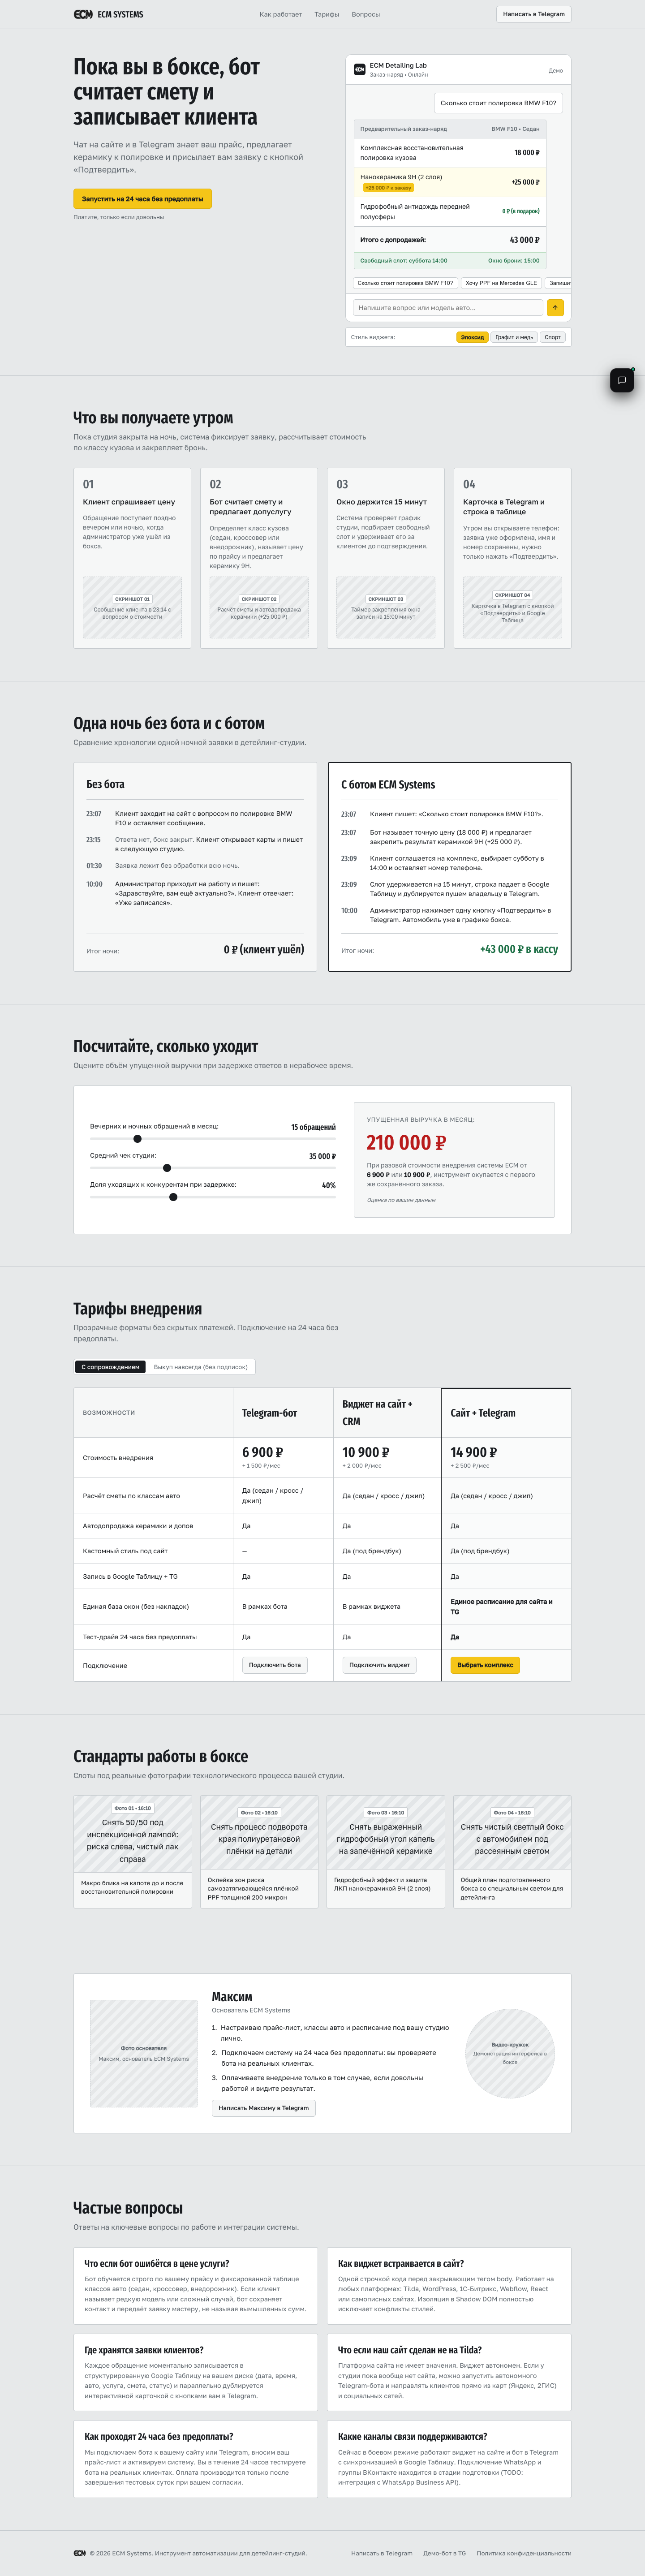 ECM ECM SYSTEMS
Как работает Тарифы Вопросы
Написать в Telegram
Пока вы в боксе, бот
считает смету и
записывает клиента
Чат на сайте и в Telegram знает ваш прайс, предлагает
керамику к полировке и присылает вам заявку с кнопкой
«Подтвердить».
Запустить на 24 часа без предоплаты
Платите, только если довольны
ECM Detailing Lab
Заказ-наряд • Онлайн
Демо
Сколько стоит полировка BMW F10?
Предварительный заказ-наряд BMW F10 • Седан
Комплексная восстановительная
полировка кузова
18 000 ₽
Нанокерамика 9H (2 слоя)
+25 000 ₽ к заказу
+25 000 ₽
Гидрофобный антидождь передней
полусферы
0 ₽ (в подарок)
Итого с допродажей: 43 000 ₽
Свободный слот: суббота 14:00 Окно брони: 15:00
Сколько стоит полировка BMW F10? Хочу PPF на Mercedes GLE Запиши
Напишите вопрос или модель авто...
Стиль виджета: Эпоксид Графит и медь Спорт
Что вы получаете утром
Пока студия закрыта на ночь, система фиксирует заявку, рассчитывает стоимость
по классу кузова и закрепляет бронь.
01
Клиент спрашивает цену
Обращение поступает поздно
вечером или ночью, когда
администратор уже ушёл из
бокса.
СКРИНШОТ 01
Сообщение клиента в 23:14 с
вопросом о стоимости
02
Бот считает смету и
предлагает допуслугу
Определяет класс кузова
(седан, кроссовер или
внедорожник), называет цену
по прайсу и предлагает
керамику 9H.
СКРИНШОТ 02
Расчёт сметы и автодопродажа
керамики (+25 000 ₽)
03
Окно держится 15 минут
Система проверяет график
студии, подбирает свободный
слот и удерживает его за
клиентом до подтверждения.
СКРИНШОТ 03
Таймер закрепления окна
записи на 15:00 минут
04
Карточка в Telegram и
строка в таблице
Утром вы открываете телефон:
заявка уже оформлена, имя и
номер сохранены, нужно
только нажать «Подтвердить».
СКРИНШОТ 04
Карточка в Telegram с кнопкой
«Подтвердить» и Google
Таблица
Одна ночь без бота и с ботом
Сравнение хронологии одной ночной заявки в детейлинг-студии.
Без бота
23:07 Клиент заходит на сайт с вопросом по полировке BMW
F10 и оставляет сообщение.
23:15 Ответа нет, бокс закрыт. Клиент открывает карты и пишет
в следующую студию.
01:30 Заявка лежит без обработки всю ночь.
10:00 Администратор приходит на работу и пишет:
«Здравствуйте, вам ещё актуально?». Клиент отвечает:
«Уже записался».
Итог ночи: 0 ₽ (клиент ушёл)
С ботом ECM Systems
23:07 Клиент пишет: «Сколько стоит полировка BMW F10?».
23:07 Бот называет точную цену (18 000 ₽) и предлагает
закрепить результат керамикой 9H (+25 000 ₽).
23:09 Клиент соглашается на комплекс, выбирает субботу в
14:00 и оставляет номер телефона.
23:09 Слот удерживается на 15 минут, строка падает в Google
Таблицу и дублируется пушем владельцу в Telegram.
10:00 Администратор нажимает одну кнопку «Подтвердить» в
Telegram. Автомобиль уже в графике бокса.
Итог ночи: +43 000 ₽ в кассу
Посчитайте, сколько уходит
Оцените объём упущенной выручки при задержке ответов в нерабочее время.
Вечерних и ночных обращений в месяц: 15 обращений
Средний чек студии: 35 000 ₽
Доля уходящих к конкурентам при задержке: 40%
УПУЩЕННАЯ ВЫРУЧКА В МЕСЯЦ:
210 000 ₽
При разовой стоимости внедрения системы ECM от
6 900 ₽ или 10 900 ₽, инструмент окупается с первого
же сохранённого заказа.
Оценка по вашим данным
Тарифы внедрения
Прозрачные форматы без скрытых платежей. Подключение на 24 часа без
предоплаты.
С сопровождением Выкуп навсегда (без подписок)
ВОЗМОЖНОСТИ Telegram-бот Виджет на сайт +
CRM Сайт + Telegram
Стоимость внедрения 6 900 ₽ 10 900 ₽ 14 900 ₽
+ 1 500 ₽/мес + 2 000 ₽/мес + 2 500 ₽/мес
Расчёт сметы по классам авто Да (седан / кросс /
джип) Да (седан / кросс / джип) Да (седан / кросс / джип)
Автодопродажа керамики и допов Да Да Да
Кастомный стиль под сайт — Да (под брендбук) Да (под брендбук)
Запись в Google Таблицу + TG Да Да Да
Единая база окон (без накладок) В рамках бота В рамках виджета Единое расписание для сайта и
TG
Тест-драйв 24 часа без предоплаты Да Да Да
Подключение Подключить бота Подключить виджет Выбрать комплекс
Стандарты работы в боксе
Слоты под реальные фотографии технологического процесса вашей студии.
Фото 01 • 16:10
Снять 50/50 под
инспекционной лампой:
риска слева, чистый лак
справа
Макро блика на капоте до и после
восстановительной полировки
Фото 02 • 16:10
Снять процесс подворота
края полиуретановой
плёнки на детали
Оклейка зон риска
самозатягивающейся плёнкой
PPF толщиной 200 микрон
Фото 03 • 16:10
Снять выраженный
гидрофобный угол капель
на запечённой керамике
Гидрофобный эффект и защита
ЛКП нанокерамикой 9H (2 слоя)
Фото 04 • 16:10
Снять чистый светлый бокс
с автомобилем под
рассеянным светом
Общий план подготовленного
бокса со специальным светом для
детейлинга
Фото основателя
Максим, основатель ECM Systems
Максим
Основатель ECM Systems
1. Настраиваю прайс-лист, классы авто и расписание под вашу студию
лично.
2. Подключаем систему на 24 часа без предоплаты: вы проверяете
бота на реальных клиентах.
3. Оплачиваете внедрение только в том случае, если довольны
работой и видите результат.
Написать Максиму в Telegram
Видео-кружок
Демонстрация интерфейса в
боксе
Частые вопросы
Ответы на ключевые вопросы по работе и интеграции системы.
Что если бот ошибётся в цене услуги?
Бот обучается строго по вашему прайсу и фиксированной таблице
классов авто (седан, кроссовер, внедорожник). Если клиент
называет редкую модель или сложный случай, бот сохраняет
контакт и передаёт заявку мастеру, не называя вымышленных сумм.
Как виджет встраивается в сайт?
Одной строчкой кода перед закрывающим тегом body. Работает на
любых платформах: Tilda, WordPress, 1С-Битрикс, Webflow, React
или самописных сайтах. Изоляция в Shadow DOM полностью
исключает конфликты стилей.
Где хранятся заявки клиентов?
Каждое обращение моментально записывается в
структурированную Google Таблицу на вашем диске (дата, время,
авто, услуга, смета, статус) и параллельно дублируется
интерактивной карточкой с кнопками вам в Telegram.
Что если наш сайт сделан не на Tilda?
Платформа сайта не имеет значения. Виджет автономен. Если у
студии пока вообще нет сайта, можно запустить автономного
Telegram-бота и направлять клиентов прямо из карт (Яндекс, 2ГИС)
и социальных сетей.
Как проходят 24 часа без предоплаты?
Мы подключаем бота к вашему сайту или Telegram, вносим ваш
прайс-лист и активируем систему. Вы в течение 24 часов тестируете
бота на реальных клиентах. Оплата производится только после
завершения тестовых суток при вашем согласии.
Какие каналы связи поддерживаются?
Сейчас в боевом режиме работают виджет на сайте и бот в Telegram
с синхронизацией в Google Таблицу. Подключение WhatsApp и
группы ВКонтакте находится в стадии подготовки (TODO:
интеграция с WhatsApp Business API).
ECM © 2026 ECM Systems. Инструмент автоматизации для детейлинг-студий.
Написать в Telegram Демо-бот в TG Политика конфиденциальности